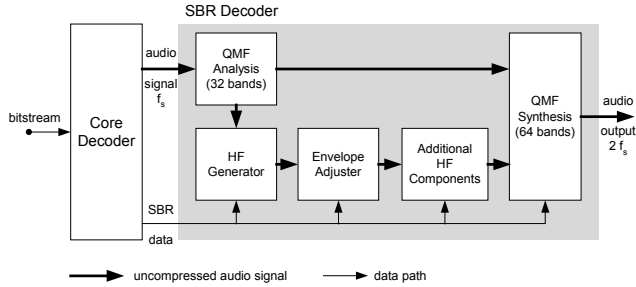 SBR Decoder
bitstream
Core
Decoder
audio
signal
fs
QMF
Analysis
(32 bands)
HF
Generator
Envelope
Adjuster
Additional
HF
Components
QMF
Synthesis
(64 bands)
audio
output
2 fs
SBR
data
uncompressed audio signal
data path